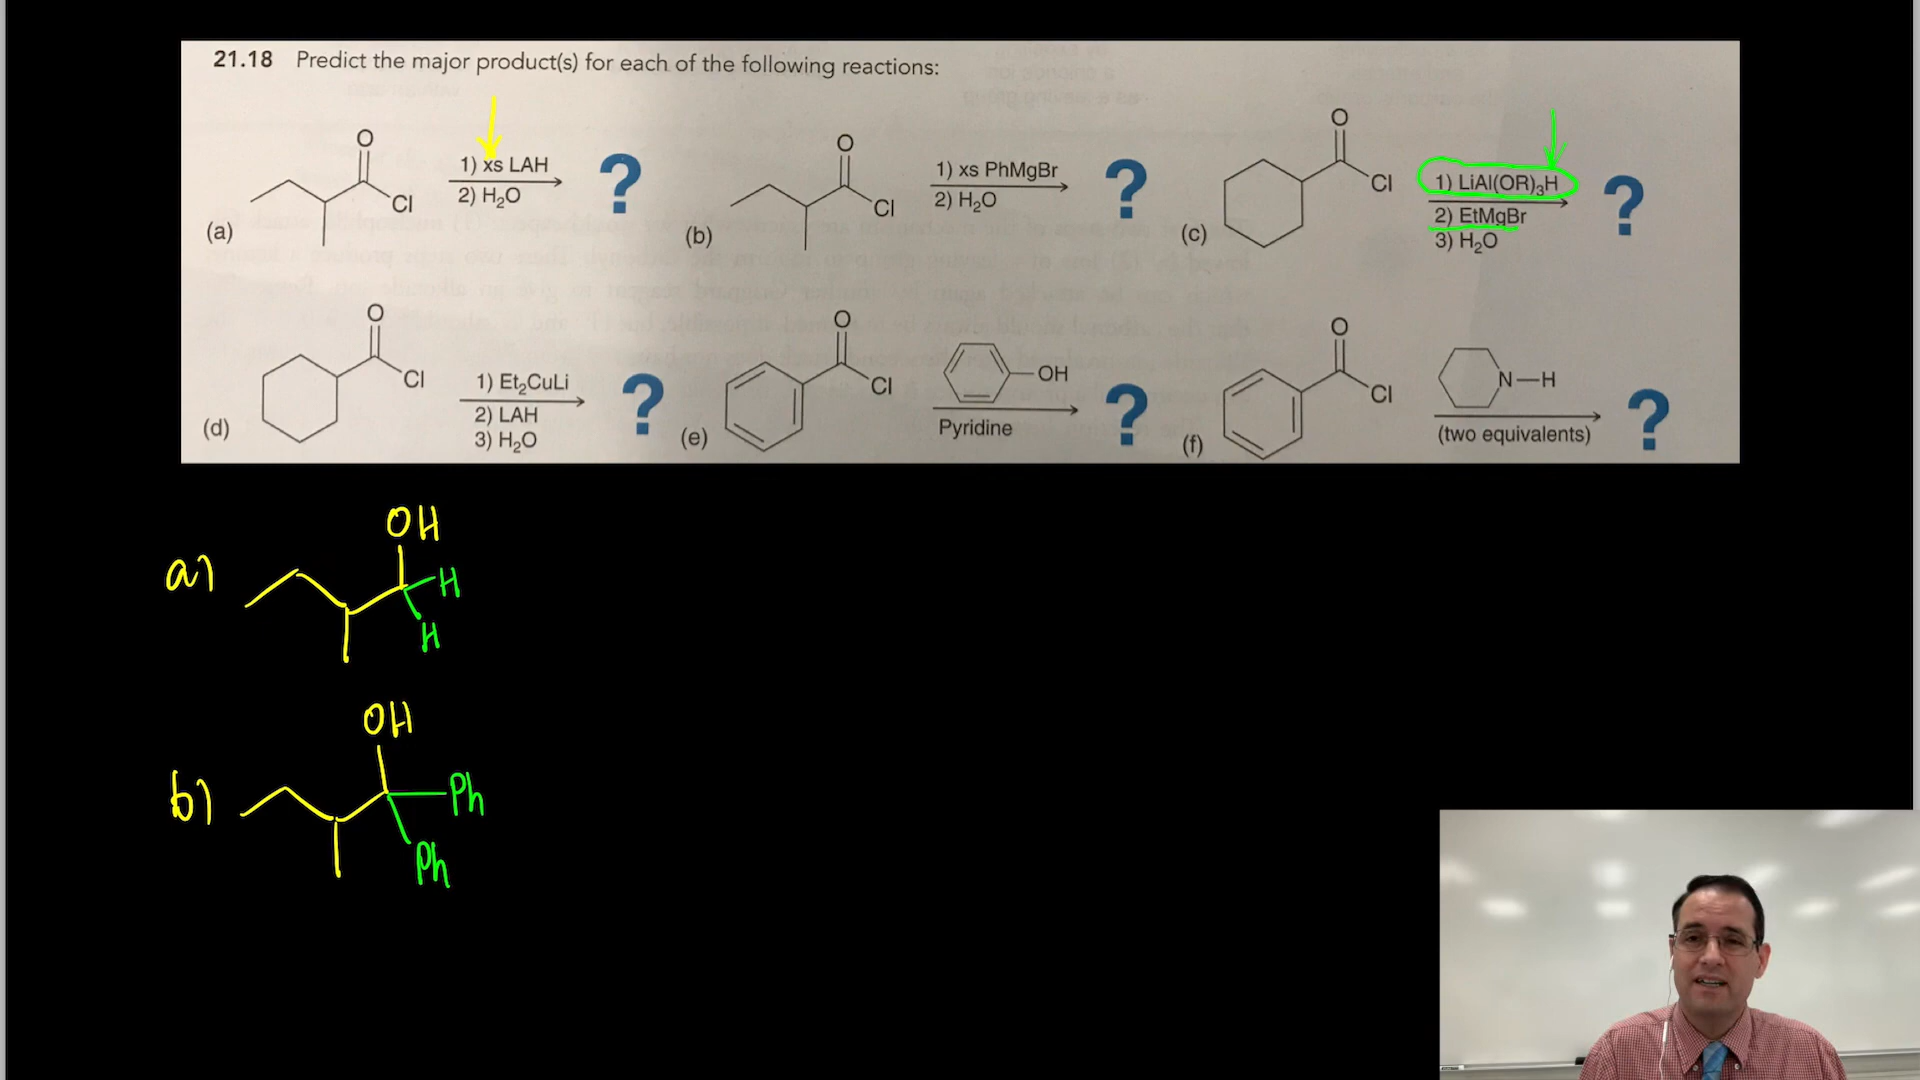 21.18 Predict the major product(s) for each of the following reactions:
(a)
O
Cl
1) xs LAH
2) H₂O
?
(b)
O
Cl
1) xs PhMgBr
2) H₂O
?
(c)
O
Cl
1) LiAl(OR)₃H
2) EtMgBr
3) H₂O
?
(d)
O
Cl
1) Et₂CuLi
2) LAH
3) H₂O
?
(e)
O
Cl
OH
Pyridine
?
(f)
O
Cl
N—H
(two equivalents)
?
a)
OH
H
H
b)
OH
Ph
Ph